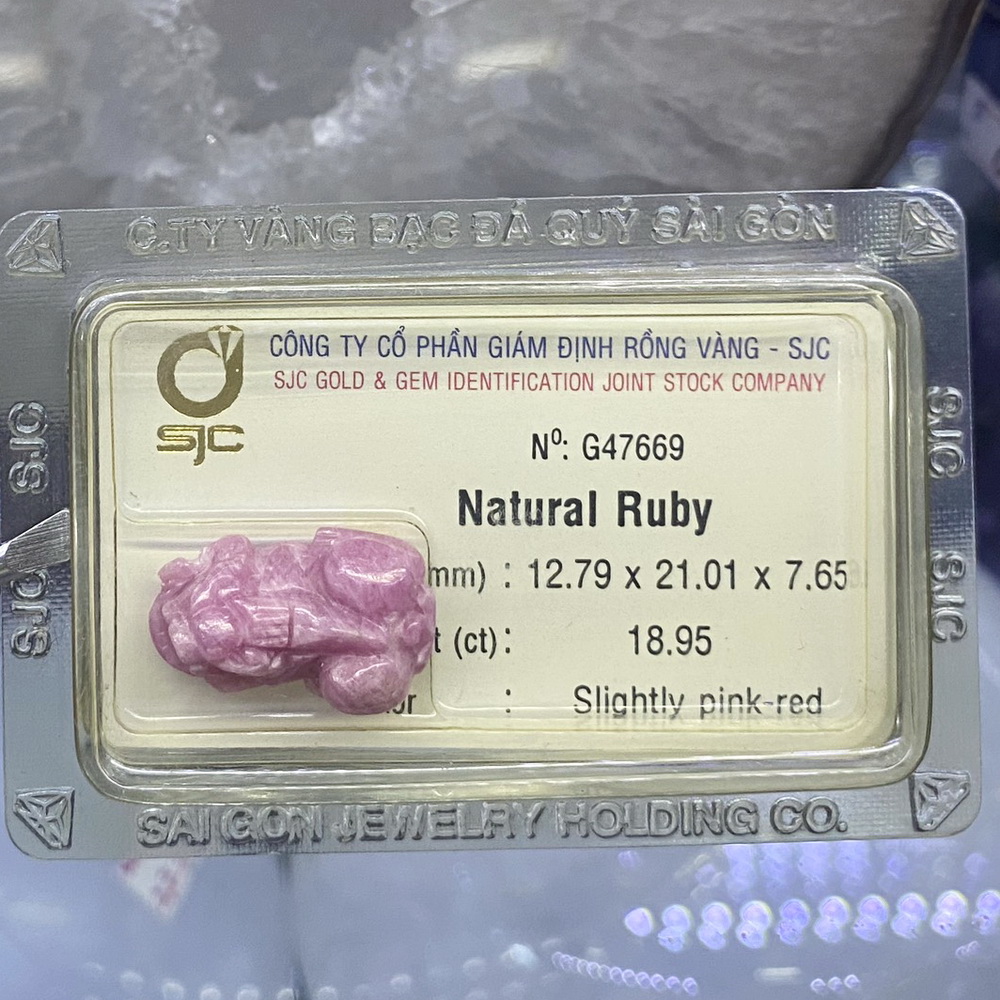 C.TY VÀNG BẠC ĐÁ QUÝ SÀI GÒN
SJC
CÔNG TY CỔ PHẦN GIÁM ĐỊNH RỒNG VÀNG - SJC
SJC GOLD & GEM IDENTIFICATION JOINT STOCK COMPANY
Nº: G47669
Natural Ruby
mm) : 12.79 x 21.01 x 7.65
t (ct) : 18.95
or : Slightly pink-red
SJC
SJC
SJC
SJC
SAI GON JEWELRY HOLDING CO.